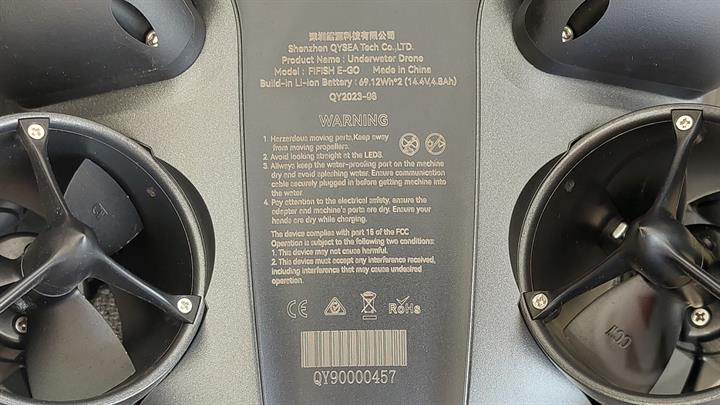 深圳鳍源科技有限公司
Shenzhen QYSEA Tech Co.,LTD.
Product Name : Underwater Drone
Model : FIFISH E-GO Made in China
Build-in Li-ion Battery : 69.12Wh*2 (14.4V,4.8Ah)
QY2023-98
WARNING
1. Harzerdous moving parts.Keep away
from moving propellers.
2. Avoid looking straight at the LEDS.
3. Allways keep the water-proofing port on the machine
dry and avoid splashing water. Ensure communication
cable securely plugged in before getting machine into
the water.
4. Pay attention to the electrical safety, ensure the
adapter and machine's ports are dry. Ensure your
hands are dry while charging.
The device complies with part 15 of the FCC
Operation is subject to the following two conditions:
1. This device may not cause harmful.
2. This device must accept any interference received,
including interference that may cause undesired
operation.
CE RoHS
QY90000457
CCW